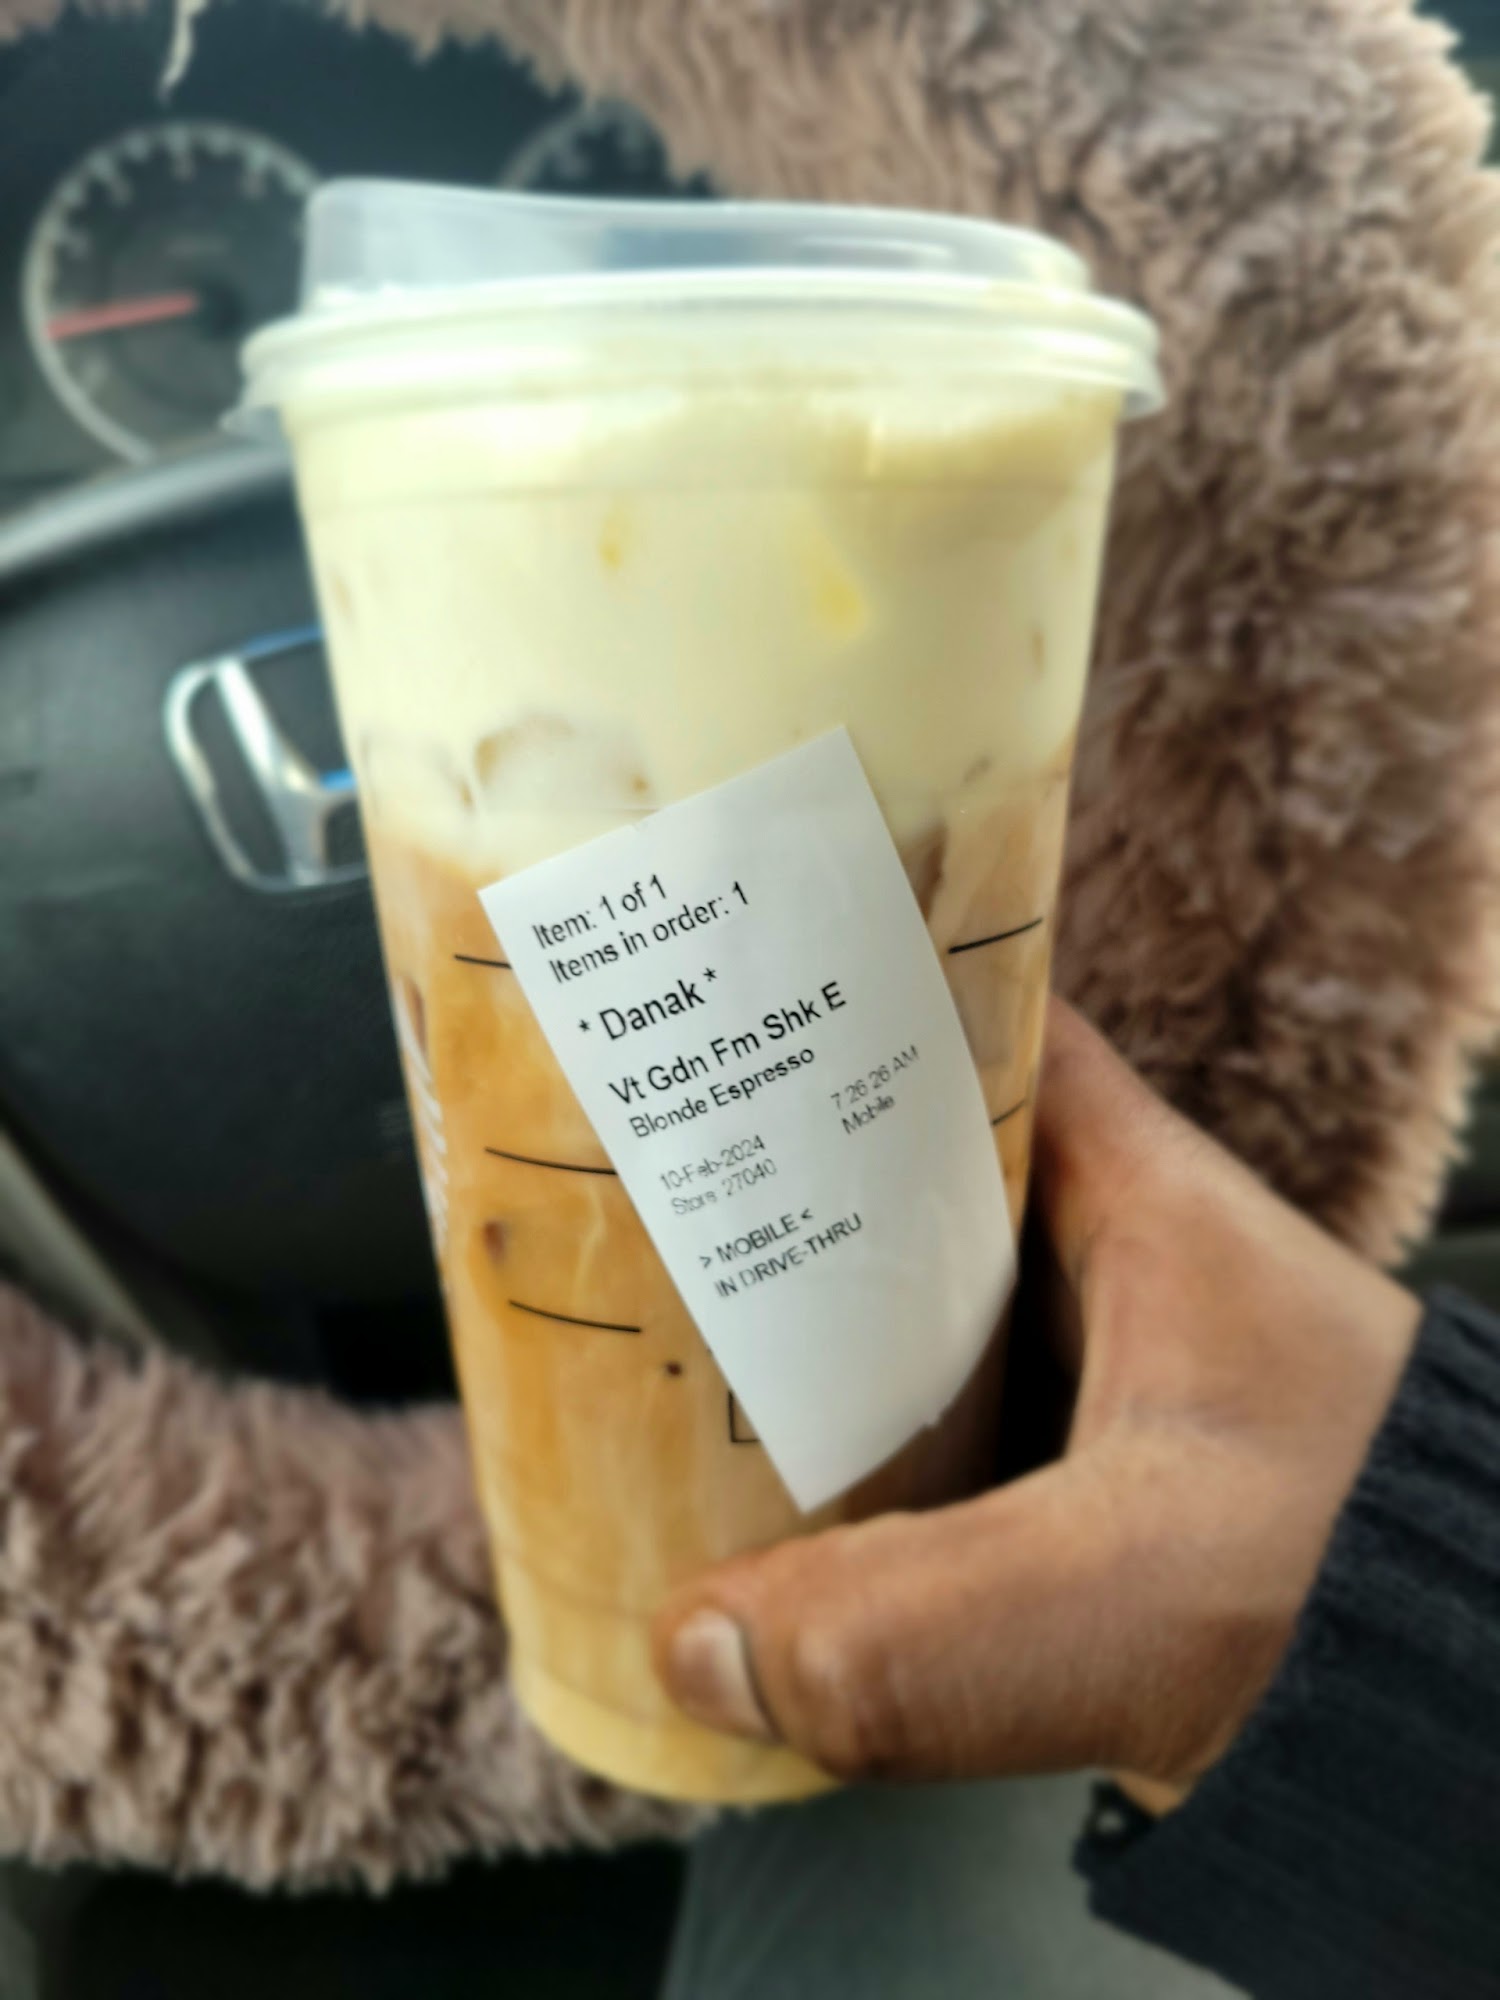 Item: 1 of 1
Items in order: 1
* Danak *
Vt Gdn Fm Shk E
Blonde Espresso
10-Feb-2024 7 26 26 AM
Store 27040 Mobile
> MOBILE <
IN DRIVE-THRU